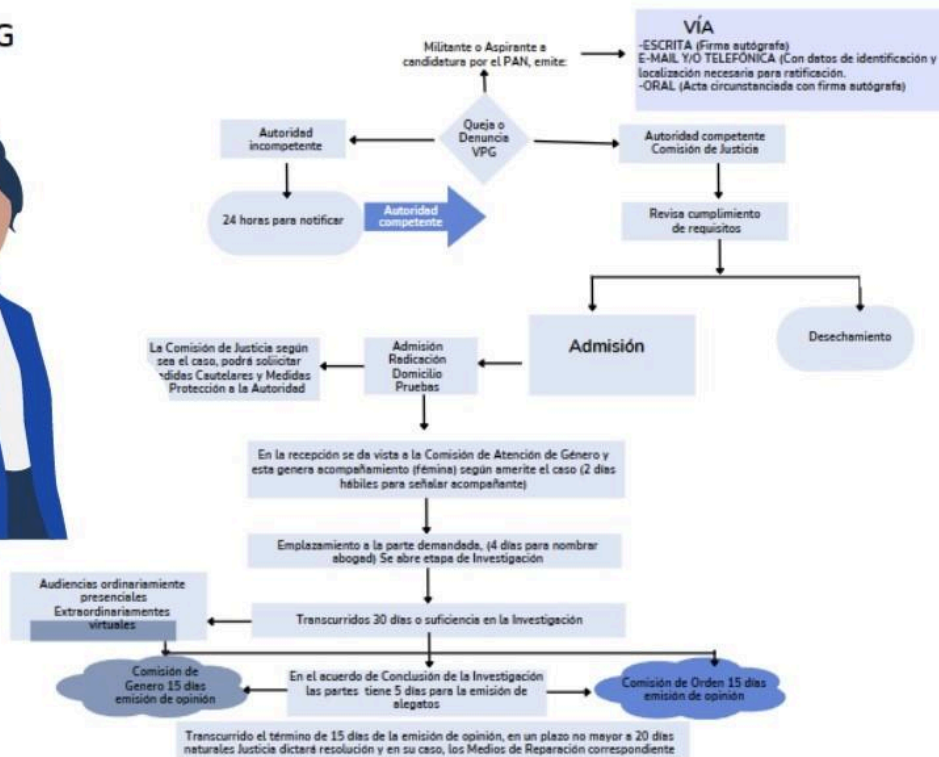 G
Militante o Aspirante a
candidatura por el PAN, emite:
VÍA
-ESCRITA (Firma autógrafa)
E-MAIL Y/O TELEFÓNICA (Con datos de identificación y
localización necesaria para ratificación.
-ORAL (Acta circunstanciada con firma autógrafa)
Autoridad
incompetente
Queja o
Denuncia
VPG
Autoridad competente
Comisión de Justicia
24 horas para notificar
Autoridad
competente
Revisa cumplimiento
de requisitos
La Comisión de Justicia según
sea el caso, podrá soliicitar
edidas Cautelares y Medidas
Protección a la Autoridad
Admisión
Radicación
Domicilio
Pruebas
Admisión
Desechamiento
En la recepción se da vista a la Comisión de Atención de Género y
esta genera acompañamiento (fémina) según amerite el caso (2 días
hábiles para señalar acompañante)
Emplazamiento a la parte demandada, (4 días para nombrar
abogad) Se abre etapa de Investigación
Audiencias ordinariamente
presenciales
Extraordinariamentes
virtuales
Transcurridos 30 días o suficiencia en la Investigación
Comisión de
Genero 15 días
emisión de opinión
En el acuerdo de Conclusión de la Investigación
las partes tiene 5 días para la emisión de
alegatos
Comisión de Orden 15 días
emisión de opinión
Transcurrido el término de 15 días de la emisión de opinión, en un plazo no mayor a 20 días
naturales Justicia dictará resolución y en su caso, los Medios de Reparación correspondiente